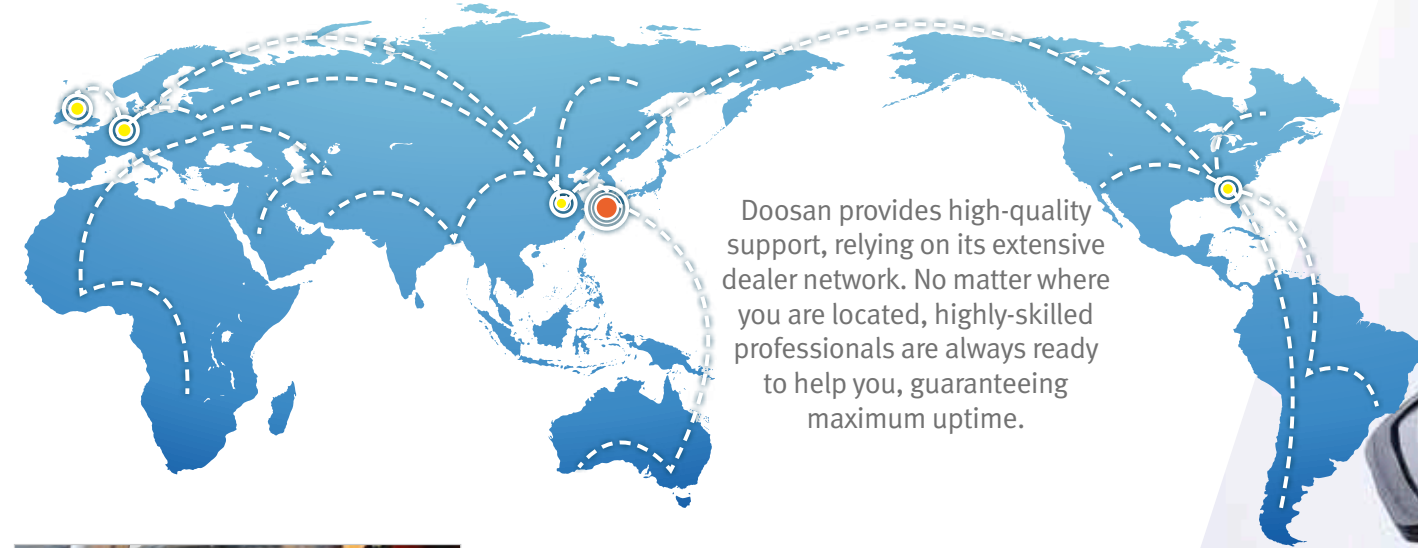 Doosan provides high-quality
support, relying on its extensive
dealer network. No matter where
you are located, highly-skilled
professionals are always ready
to help you, guaranteeing
maximum uptime.